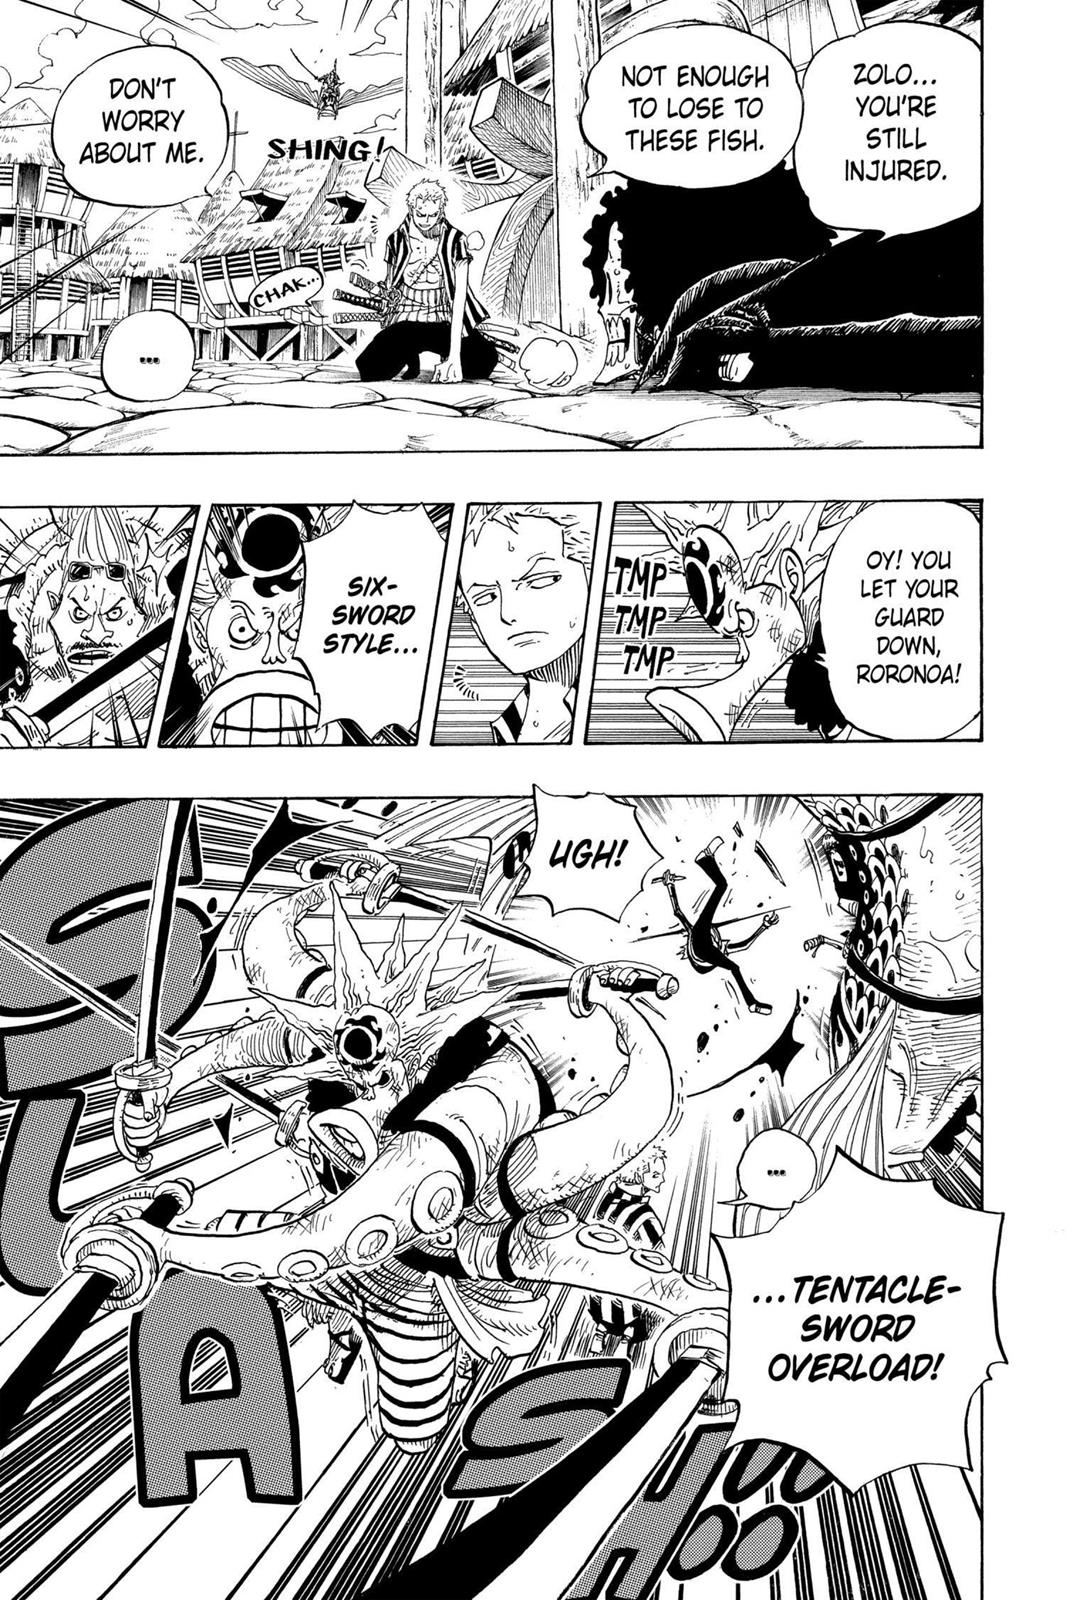 ZOLO...
YOU'RE
STILL
INJURED.
NOT ENOUGH
TO LOSE TO
THESE FISH.
DON'T
WORRY
ABOUT ME.
SHING!
CHAK...
...
OY! YOU
LET YOUR
GUARD
DOWN,
RORONOA!
TMP
TMP
TMP
SIX-
SWORD
STYLE...
UGH!
...
...TENTACLE-
SWORD
OVERLOAD!
SLASH